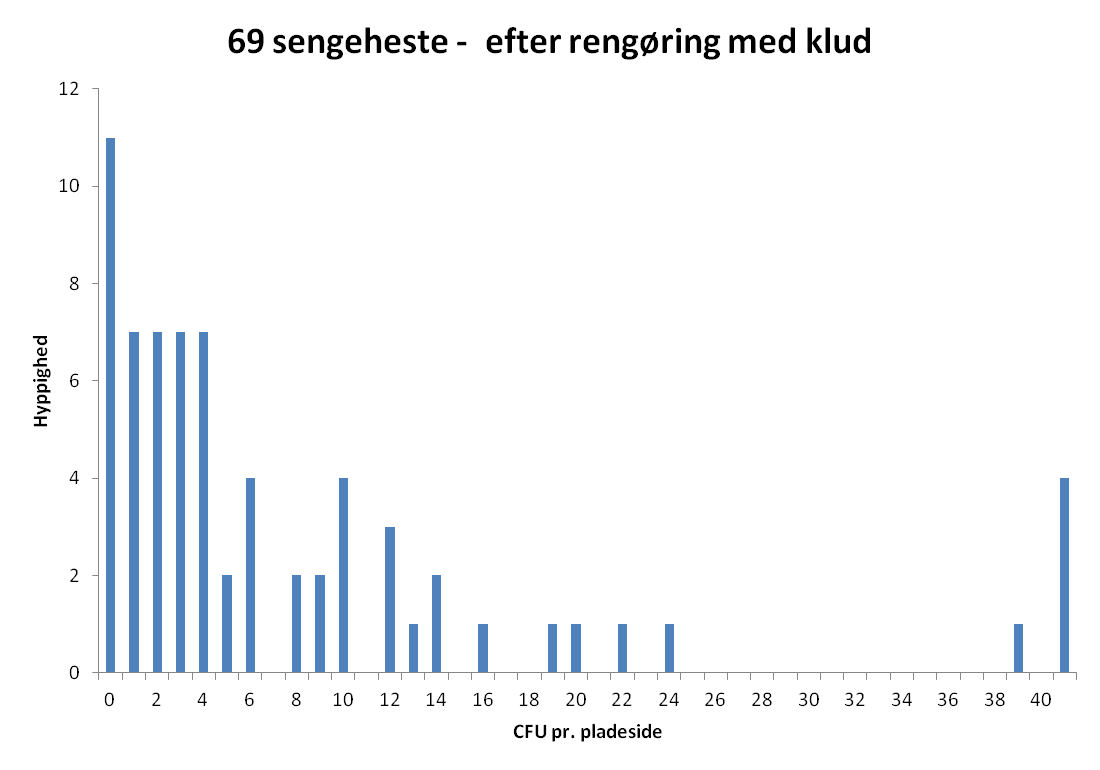 69 sengeheste -  efter rengøring med klud
12
10
8
6
4
2
0
Hyppighed
0 2 4 6 8 10 12 14 16 18 20 22 24 26 28 30 32 34 36 38 40
CFU pr. pladeside